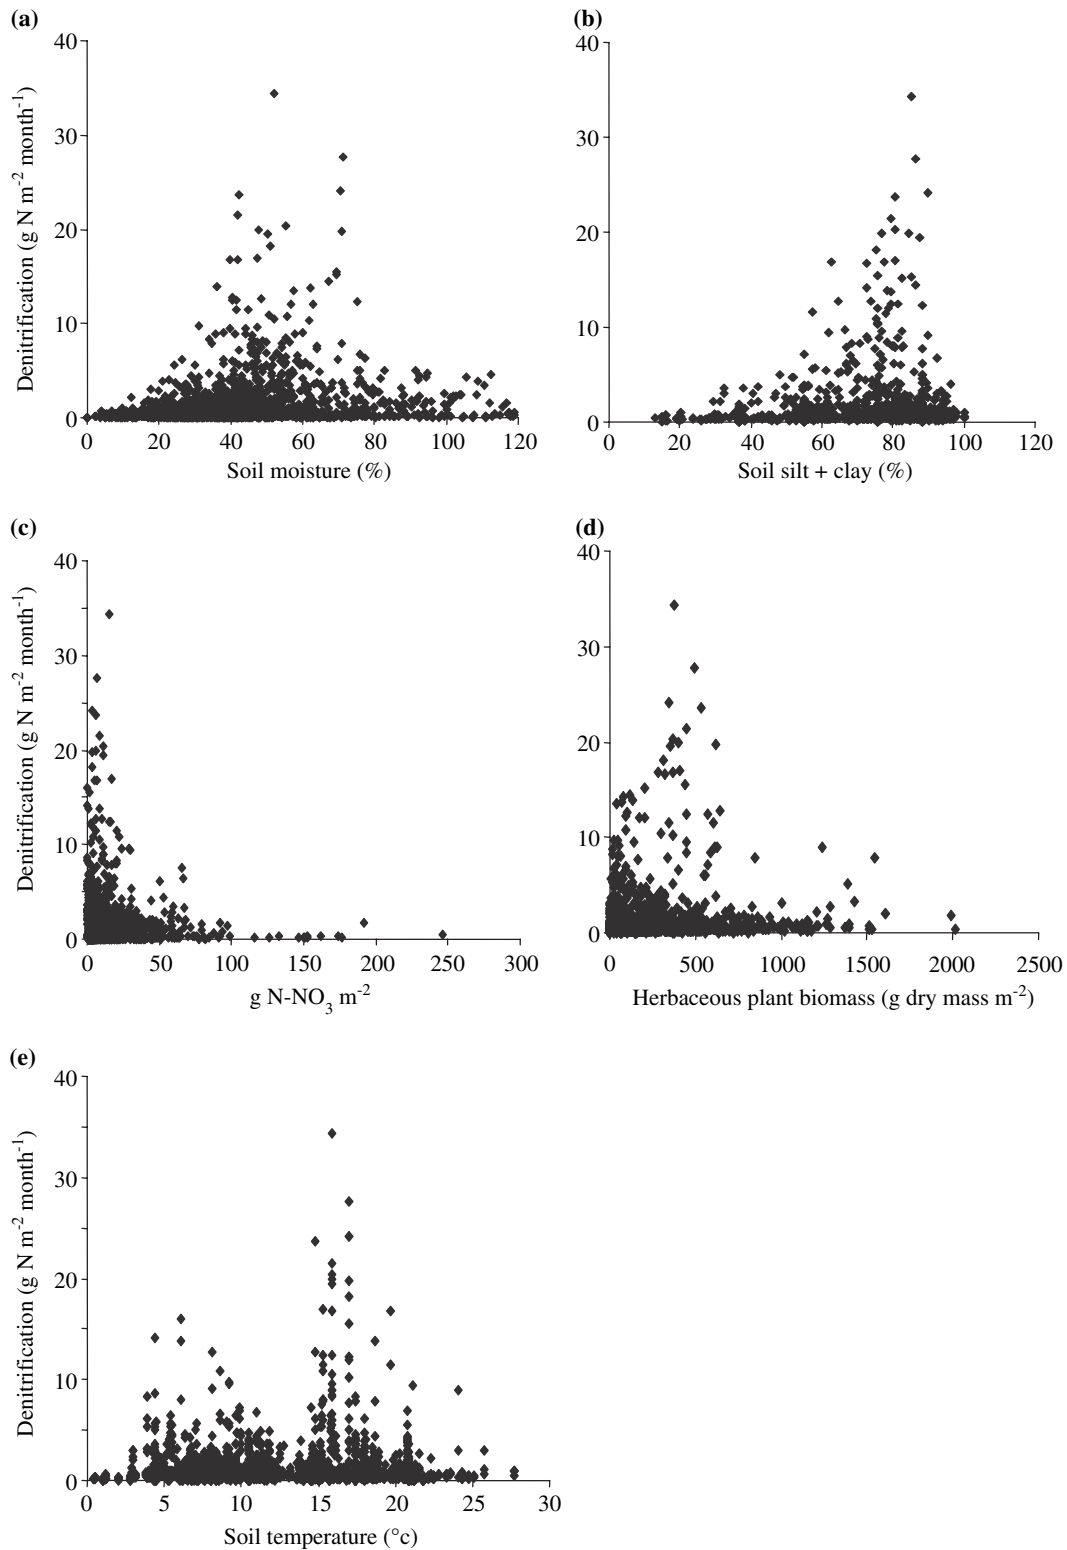 (a)
40
30
20
10
0
Denitrification (g N m-2 month-1)
0 20 40 60 80 100 120
Soil moisture (%)
(b)
40
30
20
10
0
0 20 40 60 80 100 120
Soil silt + clay (%)
(c)
40
30
20
10
0
Denitrification (g N m-2 month-1)
0 50 100 150 200 250 300
g N-NO3 m-2
(d)
40
30
20
10
0
0 500 1000 1500 2000 2500
Herbaceous plant biomass (g dry mass m-2)
(e)
40
30
20
10
0
Denitrification (g N m-2 month-1)
0 5 10 15 20 25 30
Soil temperature (°c)